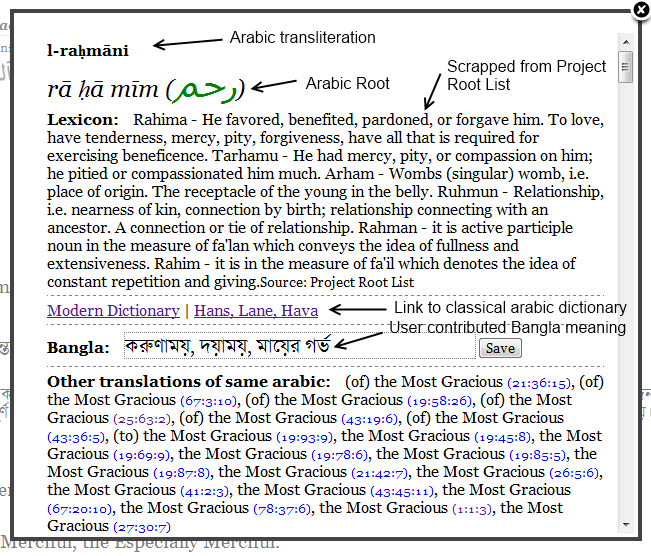 l-raḥmāni
Arabic transliteration
rā ḥā mīm (رحم)
Arabic Root
Scrapped from Project
Root List
Lexicon: Rahima - He favored, benefited, pardoned, or forgave him. To love,
have tenderness, mercy, pity, forgiveness, have all that is required for
exercising beneficence. Tarhamu - He had mercy, pity, or compassion on him;
he pitied or compassionated him much. Arham - Wombs (singular) womb, i.e.
place of origin. The receptacle of the young in the belly. Ruhmun - Relationship,
i.e. nearness of kin, connection by birth; relationship connecting with an
ancestor. A connection or tie of relationship. Rahman - it is active participle
noun in the measure of fa'lan which conveys the idea of fullness and
extensiveness. Rahim - it is in the measure of fa'il which denotes the idea of
constant repetition and giving.Source: Project Root List
Modern Dictionary | Hans, Lane, Hava
Link to classical arabic dictionary
User contributed Bangla meaning
Bangla: করুণাময়, দয়াময়, মায়ের গর্ভ Save
Other translations of same arabic: (of) the Most Gracious (21:36:15), (of)
the Most Gracious (67:3:10), (of) the Most Gracious (19:58:26), (of) the Most
Gracious (25:63:2), (of) the Most Gracious (43:19:6), (of) the Most Gracious
(43:36:5), (to) the Most Gracious (19:93:9), the Most Gracious (19:45:8), the Most
Gracious (19:69:9), the Most Gracious (19:78:6), the Most Gracious (19:85:5), the
Most Gracious (19:87:8), the Most Gracious (21:42:7), the Most Gracious (26:5:6),
the Most Gracious (41:2:3), the Most Gracious (43:45:11), the Most Gracious
(67:20:10), the Most Gracious (78:37:6), the Most Gracious (1:1:3), the Most
Gracious (27:30:7)
Merciful, the Especially Merciful.